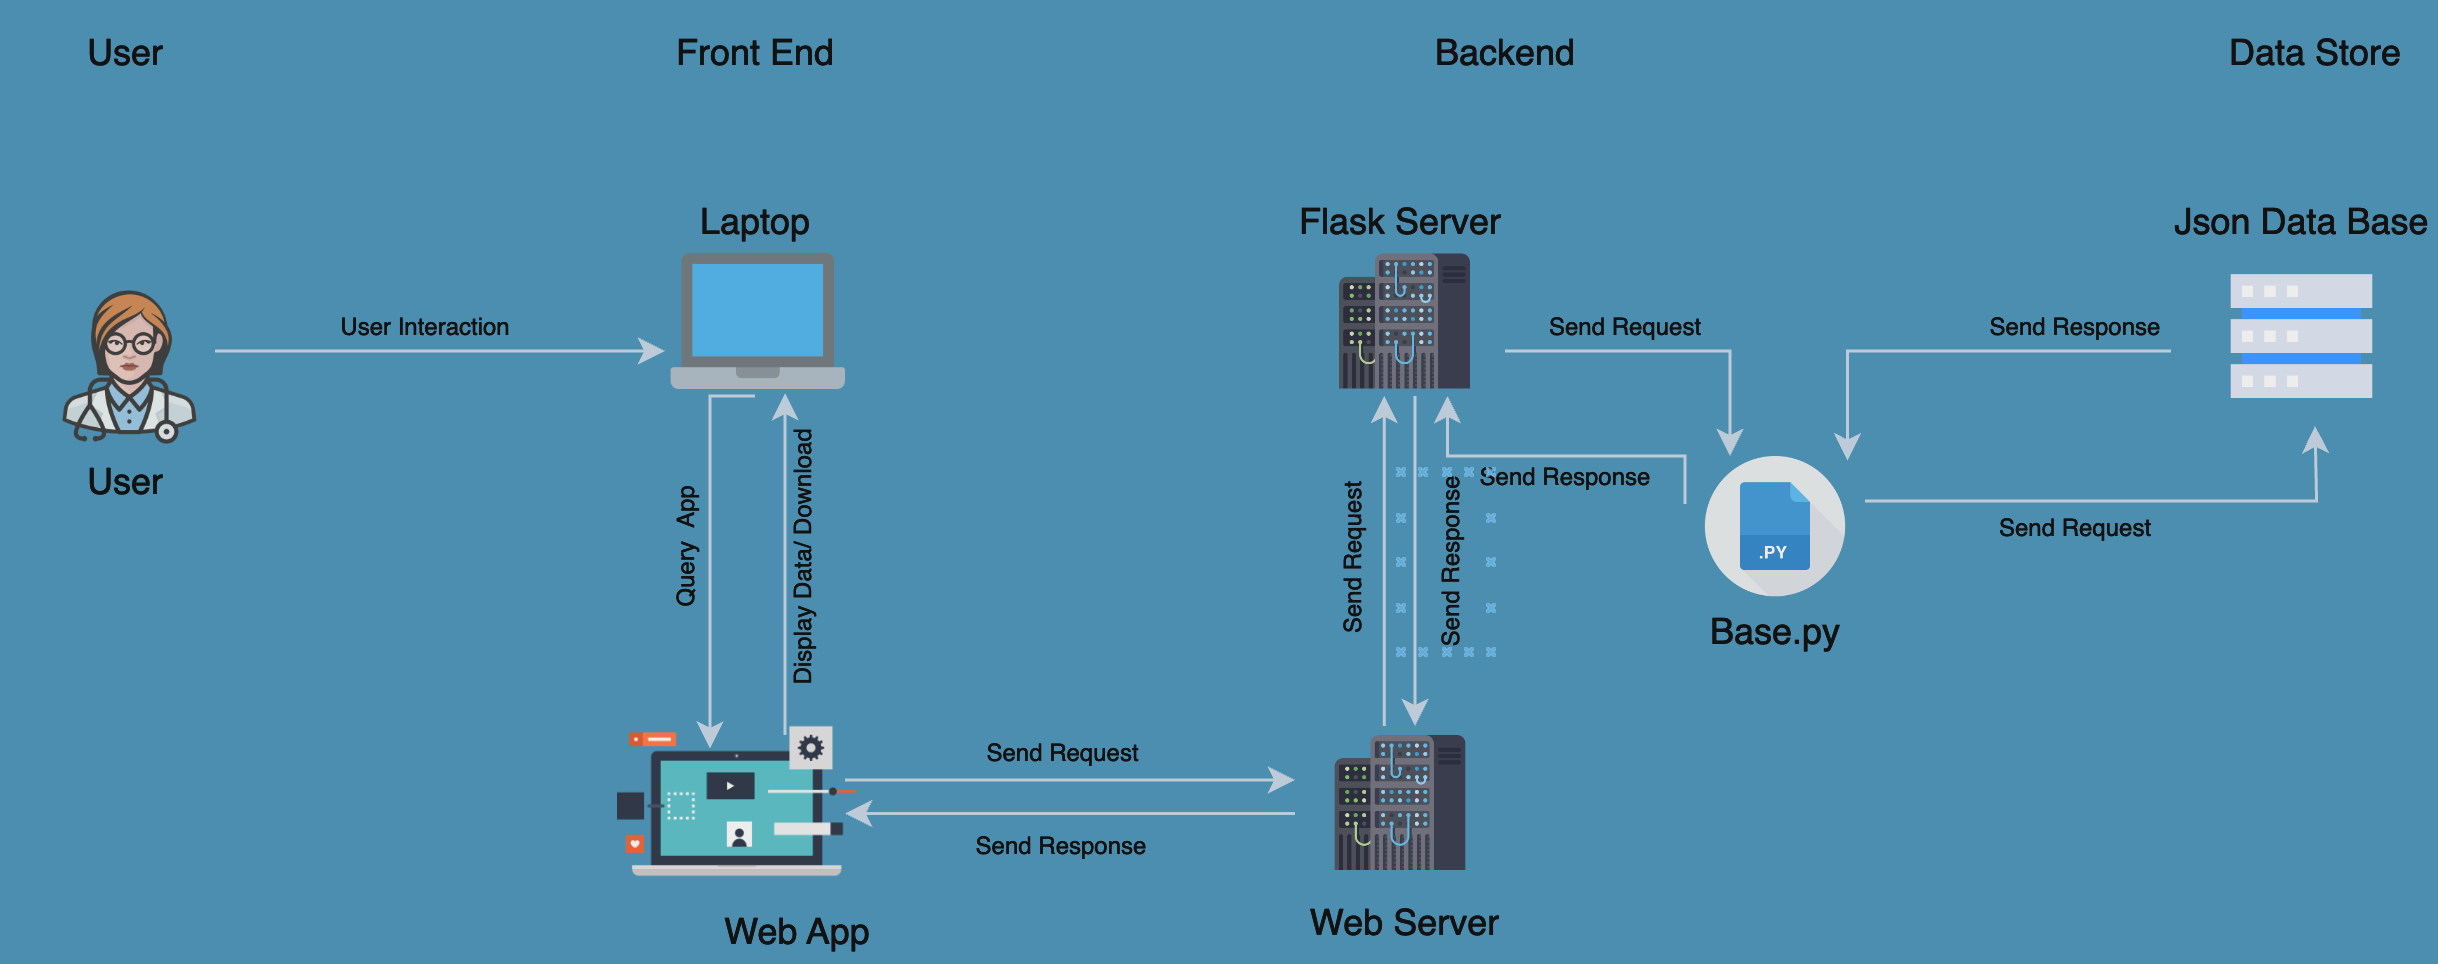 User
Front End
Backend
Data Store
Laptop
Flask Server
Json Data Base
User Interaction
Send Request
Send Response
User
Query App
Display Data/ Download
Send Request
Send Response
Send Response
.PY
Send Request
Base.py
Send Request
Send Response
Web App
Web Server